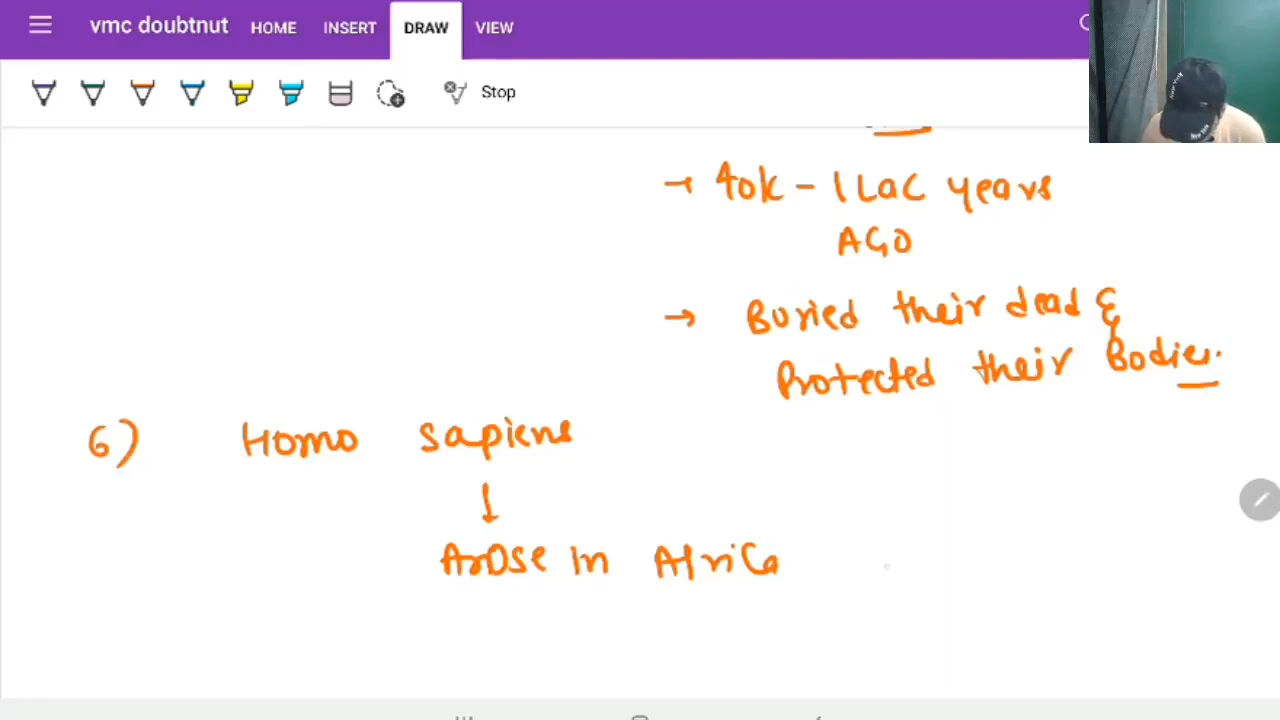 vmc doubtnut HOME INSERT DRAW VIEW
Stop
→ 40k - 1 Lac years
AGO
→ Buried their dead &
Protected their Bodies.
6) Homo sapiens
↓
Arose in Africa